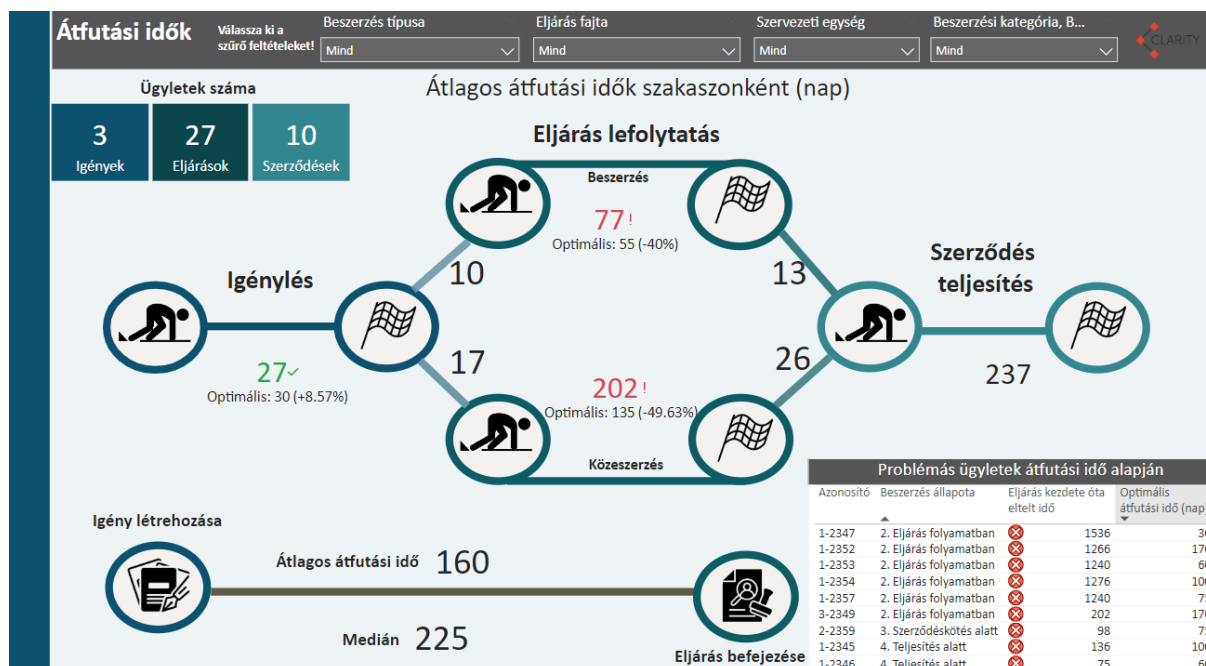 Átfutási idők
Válassza ki a
szűrő feltételeket!
Beszerzés típusa
Mind
Eljárás fajta
Mind
Szervezeti egység
Mind
Beszerzési kategória, B...
Mind
CLARITY
Ügyletek száma
3
Igények
27
Eljárások
10
Szerződések
Átlagos átfutási idők szakaszonként (nap)
Eljárás lefolytatás
Beszerzés
77 !
Optimális: 55 (-40%)
10
13
Igénylés
Szerződés
teljesítés
27
Optimális: 30 (+8.57%)
17
26
237
202 !
Optimális: 135 (-49.63%)
Közeszerzés
Igény létrehozása
Átlagos átfutási idő 160
Medián 225
Eljárás befejezése
Problémás ügyletek átfutási idő alapján
Azonosító Beszerzés állapota Eljárás kezdete óta eltelt idő Optimális átfutási idő (nap)
1-2347 2. Eljárás folyamatban 1536
1-2352 2. Eljárás folyamatban 1266
1-2353 2. Eljárás folyamatban 1240
1-2354 2. Eljárás folyamatban 1276
1-2357 2. Eljárás folyamatban 1240
3-2349 2. Eljárás folyamatban 202
2-2359 3. Szerződéskötés alatt 98
1-2345 4. Teljesítés alatt 136
1-2346 4. Teljesítés alatt 75